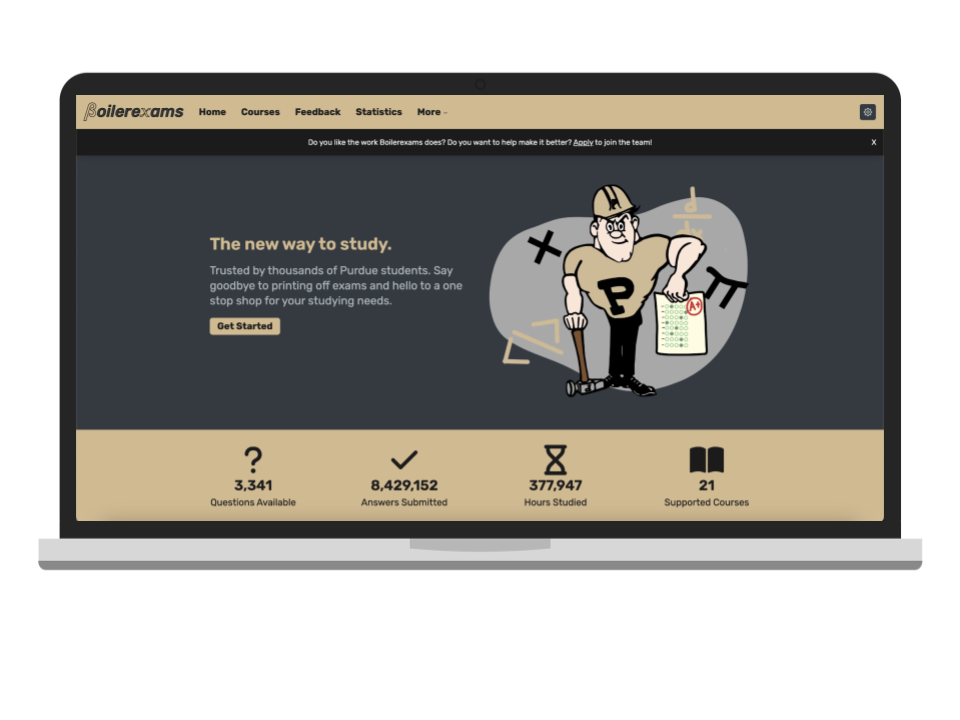 βoilerexams Home Courses Feedback Statistics More
Do you like the work Boilerexams does? Do you want to help make it better? Apply to join the team! X
The new way to study.
Trusted by thousands of Purdue students. Say
goodbye to printing off exams and hello to a one
stop shop for your studying needs.
Get Started
d
dx
π
P
A+
3,341
Questions Available
8,429,152
Answers Submitted
377,947
Hours Studied
21
Supported Courses